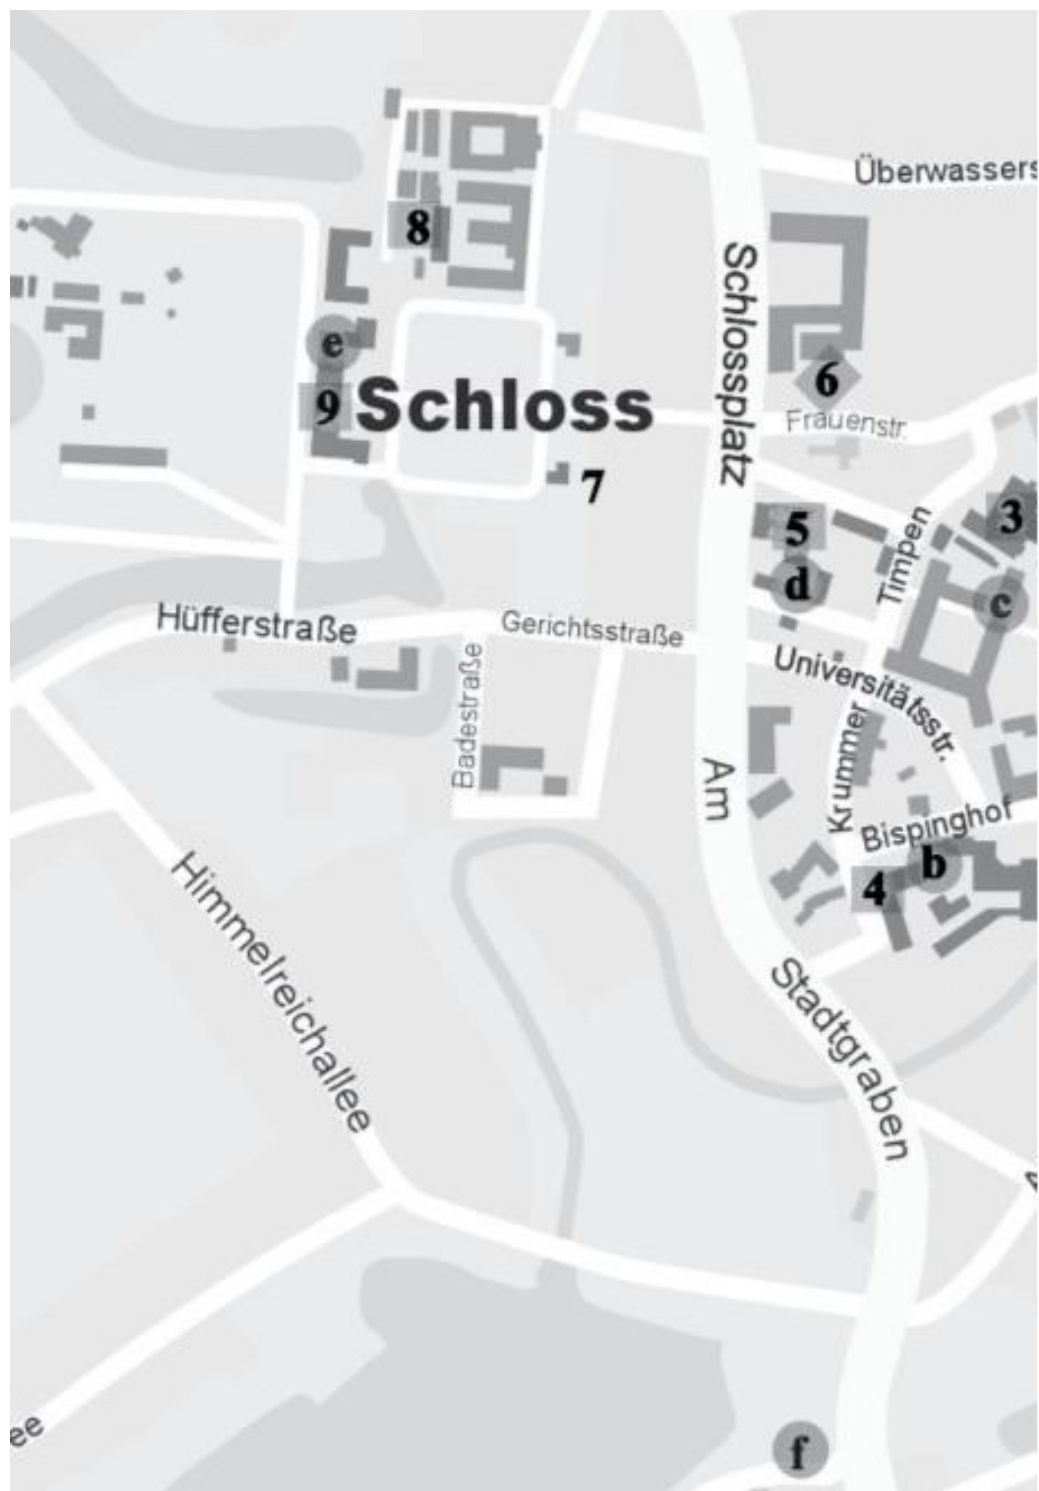 Überwassers
8
Schlossplatz
e
6
9
Schloss
Frauenstr.
7
3
5
Timpen
d
c
Hüfferstraße
Gerichtsstraße
Universitätsstr.
Badestraße
Krummer
Am
Bispinghof
b
4
Himmelreichallee
Stadtgraben
ee
f